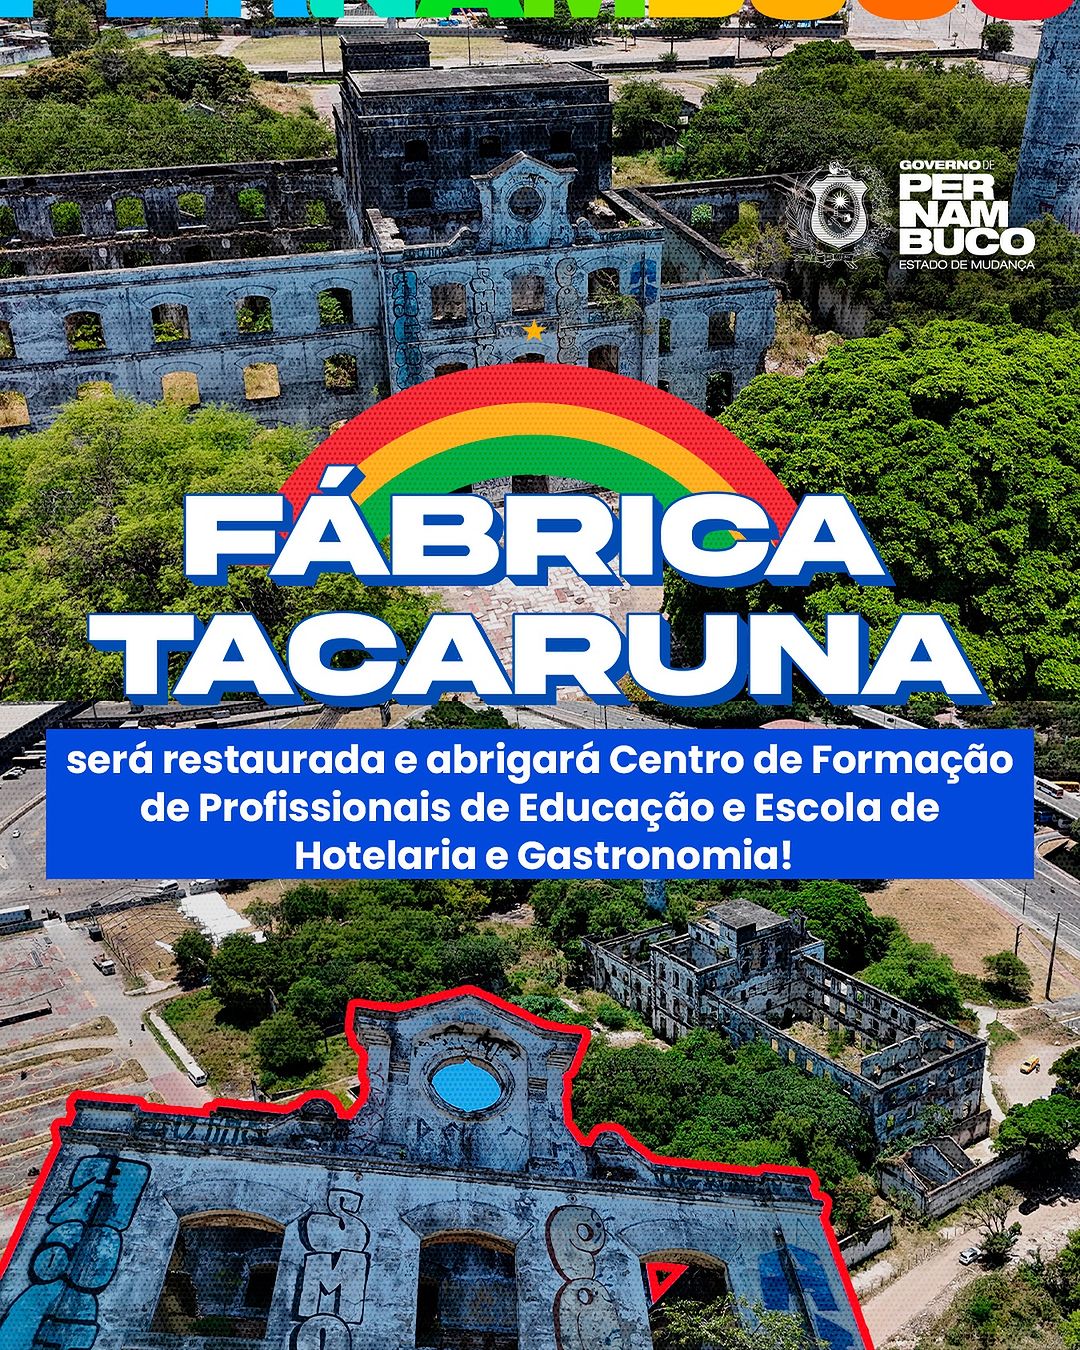 PERNAMBUCO
GOVERNO DE
PER
NAM
BUCO
ESTADO DE MUDANÇA
FÁBRICA
TACARUNA
será restaurada e abrigará Centro de Formação
de Profissionais de Educação e Escola de
Hotelaria e Gastronomia!